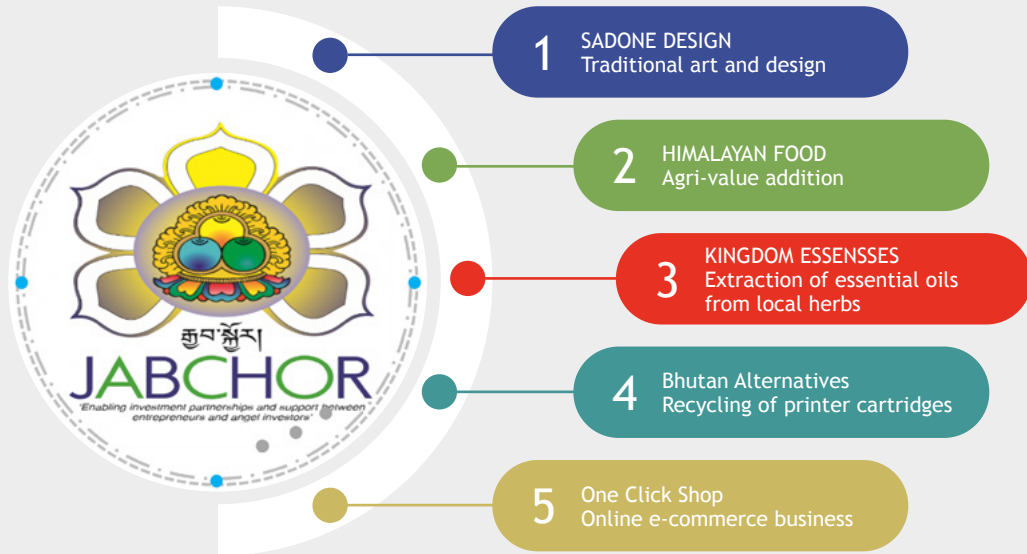 རྒྱབ་སྐྱོར།
JABCHOR
'Enabling investment partnerships and support between
entrepreneurs and angel investors'
1
SADONE DESIGN
Traditional art and design
2
HIMALAYAN FOOD
Agri-value addition
3
KINGDOM ESSENSSES
Extraction of essential oils
from local herbs
4
Bhutan Alternatives
Recycling of printer cartridges
5
One Click Shop
Online e-commerce business